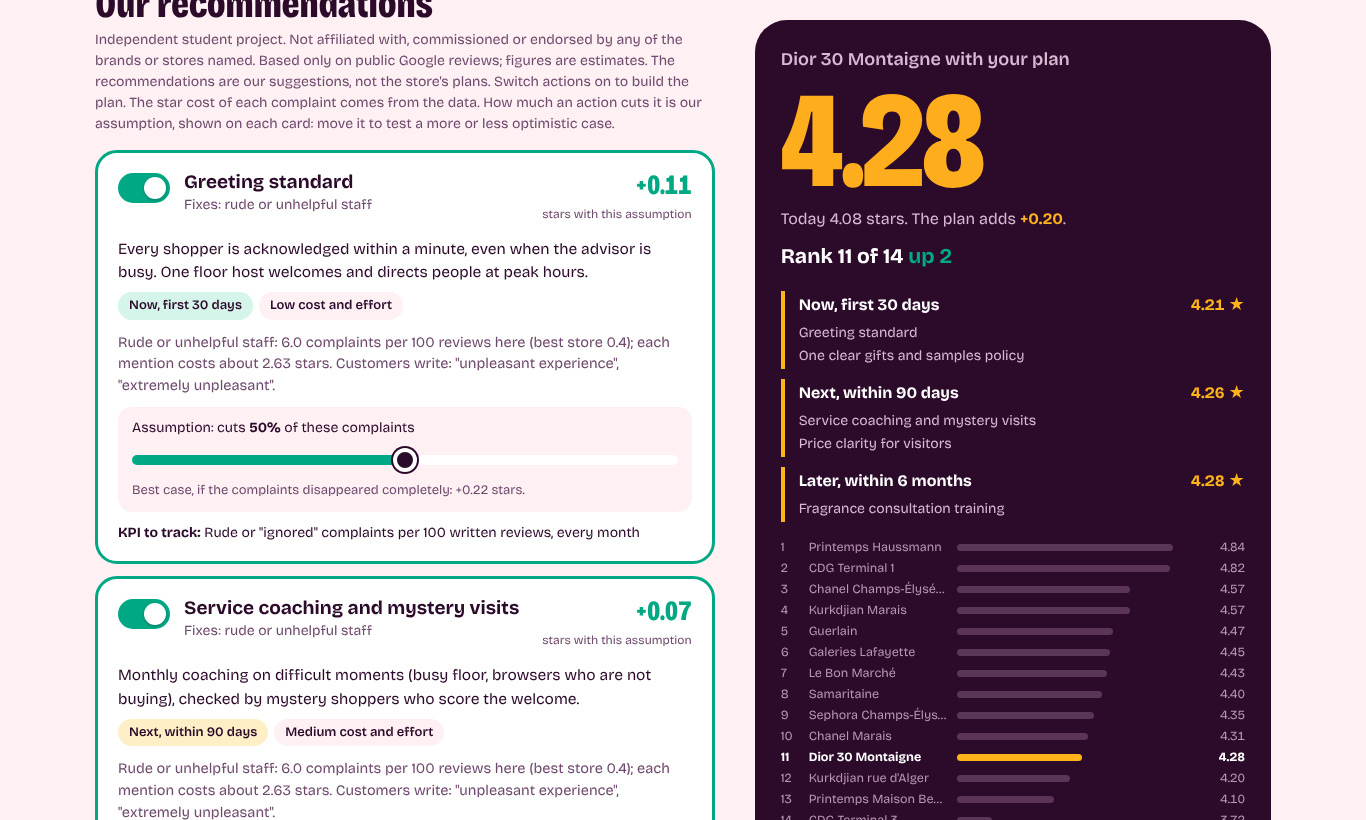 Our recommendations
Independent student project. Not affiliated with, commissioned or endorsed by any of the
brands or stores named. Based only on public Google reviews; figures are estimates. The
recommendations are our suggestions, not the store's plans. Switch actions on to build the
plan. The star cost of each complaint comes from the data. How much an action cuts it is our
assumption, shown on each card: move it to test a more or less optimistic case.
Greeting standard
Fixes: rude or unhelpful staff
+0.11
stars with this assumption
Every shopper is acknowledged within a minute, even when the advisor is
busy. One floor host welcomes and directs people at peak hours.
Now, first 30 days
Low cost and effort
Rude or unhelpful staff: 6.0 complaints per 100 reviews here (best store 0.4); each
mention costs about 2.63 stars. Customers write: "unpleasant experience",
"extremely unpleasant".
Assumption: cuts 50% of these complaints
Best case, if the complaints disappeared completely: +0.22 stars.
KPI to track: Rude or "ignored" complaints per 100 written reviews, every month
Service coaching and mystery visits
Fixes: rude or unhelpful staff
+0.07
stars with this assumption
Monthly coaching on difficult moments (busy floor, browsers who are not
buying), checked by mystery shoppers who score the welcome.
Next, within 90 days
Medium cost and effort
Rude or unhelpful staff: 6.0 complaints per 100 reviews here (best store 0.4); each
mention costs about 2.63 stars. Customers write: "unpleasant experience",
"extremely unpleasant".
Dior 30 Montaigne with your plan
4.28
Today 4.08 stars. The plan adds +0.20.
Rank 11 of 14 up 2
Now, first 30 days 4.21 ★
Greeting standard
One clear gifts and samples policy
Next, within 90 days 4.26 ★
Service coaching and mystery visits
Price clarity for visitors
Later, within 6 months 4.28 ★
Fragrance consultation training
1 Printemps Haussmann 4.84
2 CDG Terminal 1 4.82
3 Chanel Champs-Élysé... 4.57
4 Kurkdjian Marais 4.57
5 Guerlain 4.47
6 Galeries Lafayette 4.45
7 Le Bon Marché 4.43
8 Samaritaine 4.40
9 Sephora Champs-Élys... 4.35
10 Chanel Marais 4.31
11 Dior 30 Montaigne 4.28
12 Kurkdjian rue d'Alger 4.20
13 Printemps Maison Be... 4.10
14 CDG Terminal 3 3.72